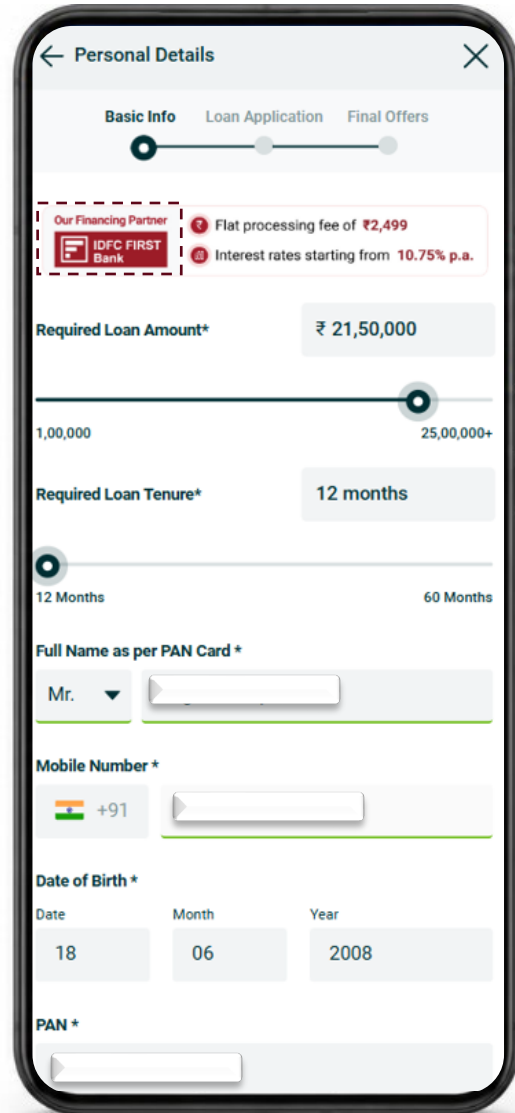 Personal Details
Basic Info Loan Application Final Offers
Our Financing Partner
IDFC FIRST
Bank
Flat processing fee of ₹2,499
Interest rates starting from 10.75% p.a.
Required Loan Amount*
₹ 21,50,000
1,00,000 25,00,000+
Required Loan Tenure*
12 months
12 Months 60 Months
Full Name as per PAN Card *
Mr.
Mobile Number *
+91
Date of Birth *
Date Month Year
18 06 2008
PAN *